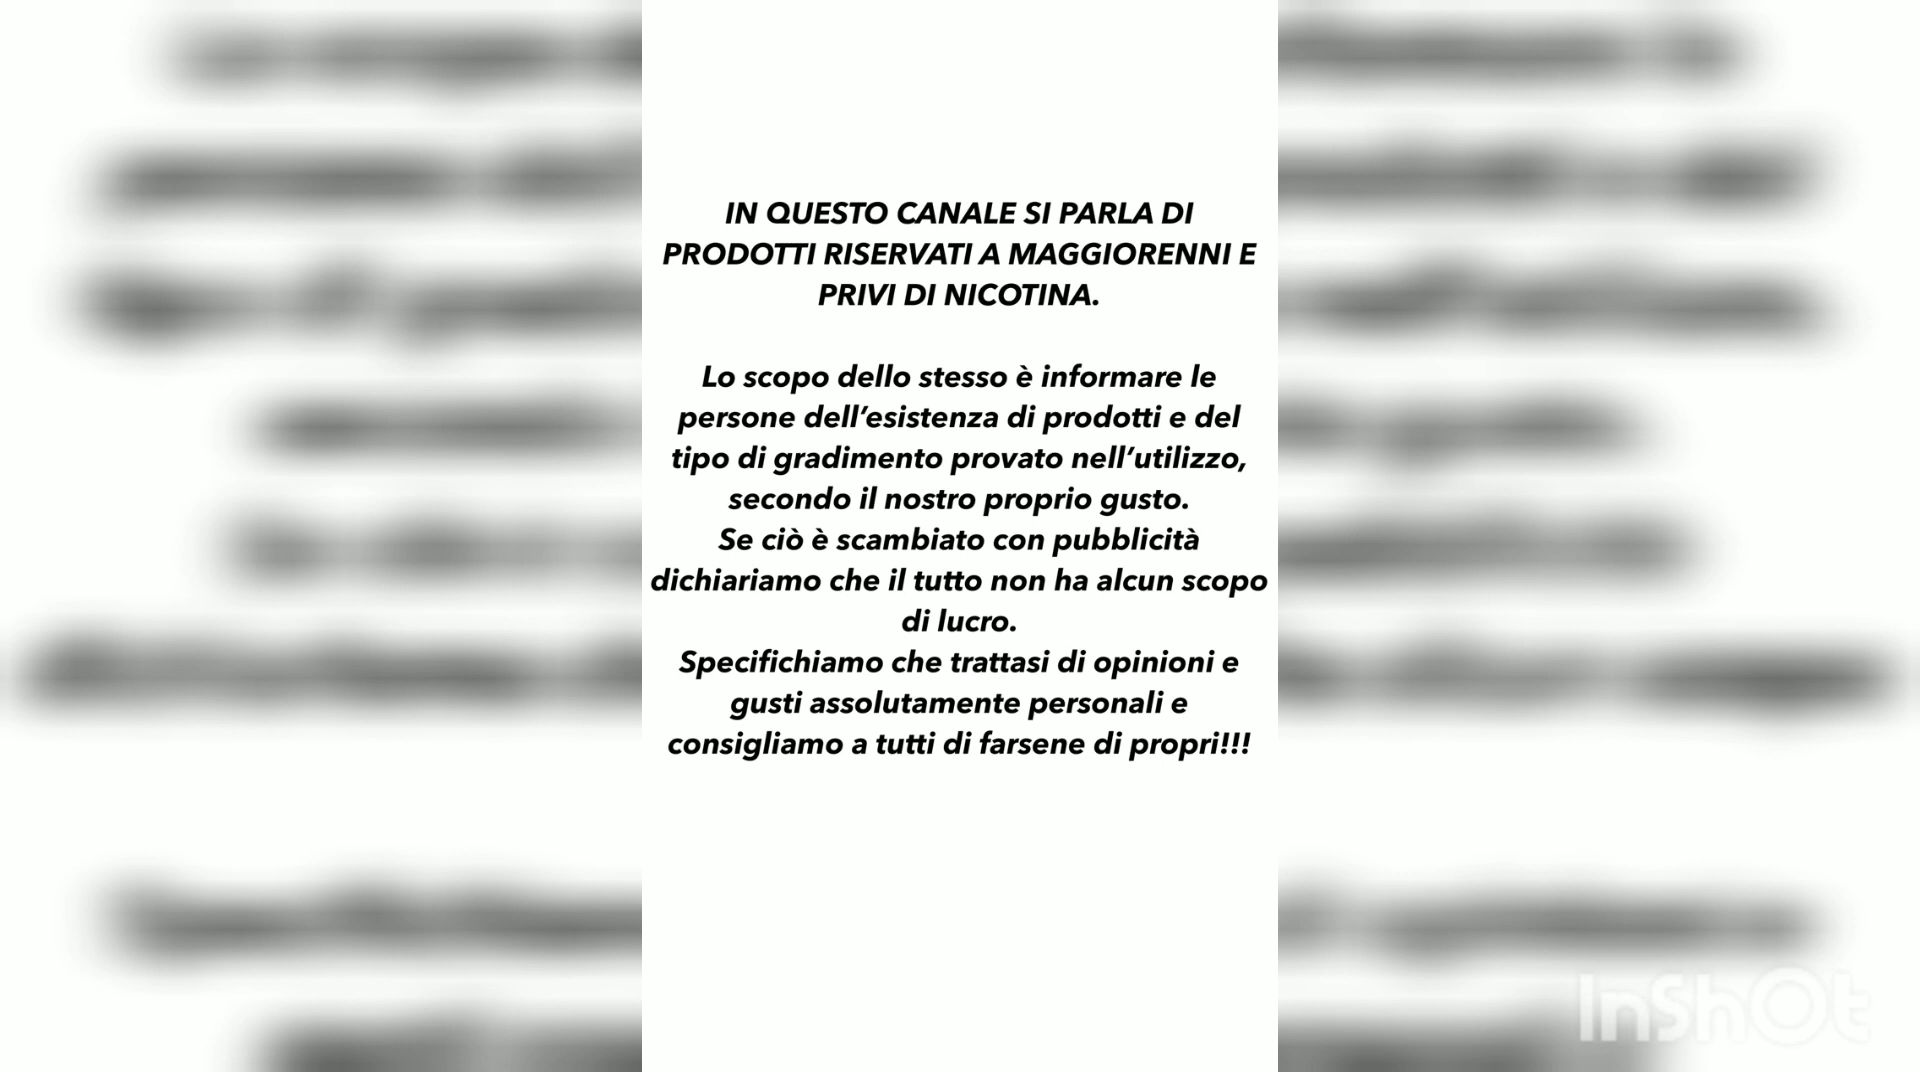 IN QUESTO CANALE SI PARLA DI
PRODOTTI RISERVATI A MAGGIORENNI E
PRIVI DI NICOTINA.
Lo scopo dello stesso è informare le
persone dell’esistenza di prodotti e del
tipo di gradimento provato nell’utilizzo,
secondo il nostro proprio gusto.
Se ciò è scambiato con pubblicità
dichiariamo che il tutto non ha alcun scopo
di lucro.
Specifichiamo che trattasi di opinioni e
gusti assolutamente personali e
consigliamo a tutti di farsene di propri!!!
InShOt